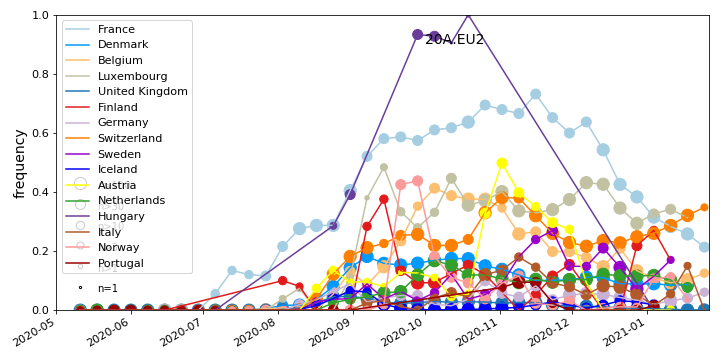 1.0
0.8
0.6
0.4
0.2
0.0
frequency
France
Denmark
Belgium
Luxembourg
United Kingdom
Finland
Germany
Switzerland
Sweden
Iceland
Austria
Netherlands
Hungary
Italy
Norway
Portugal
n=1
20A.EU2
2020-05
2020-06
2020-07
2020-08
2020-09
2020-10
2020-11
2020-12
2021-01